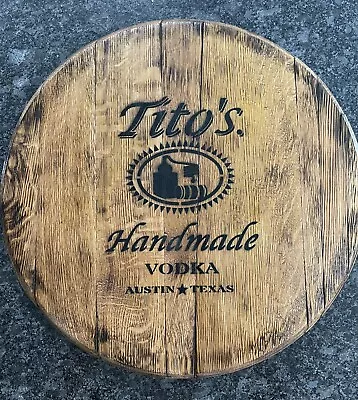 Tito's.
Handmade
VODKA
AUSTIN★TEXAS